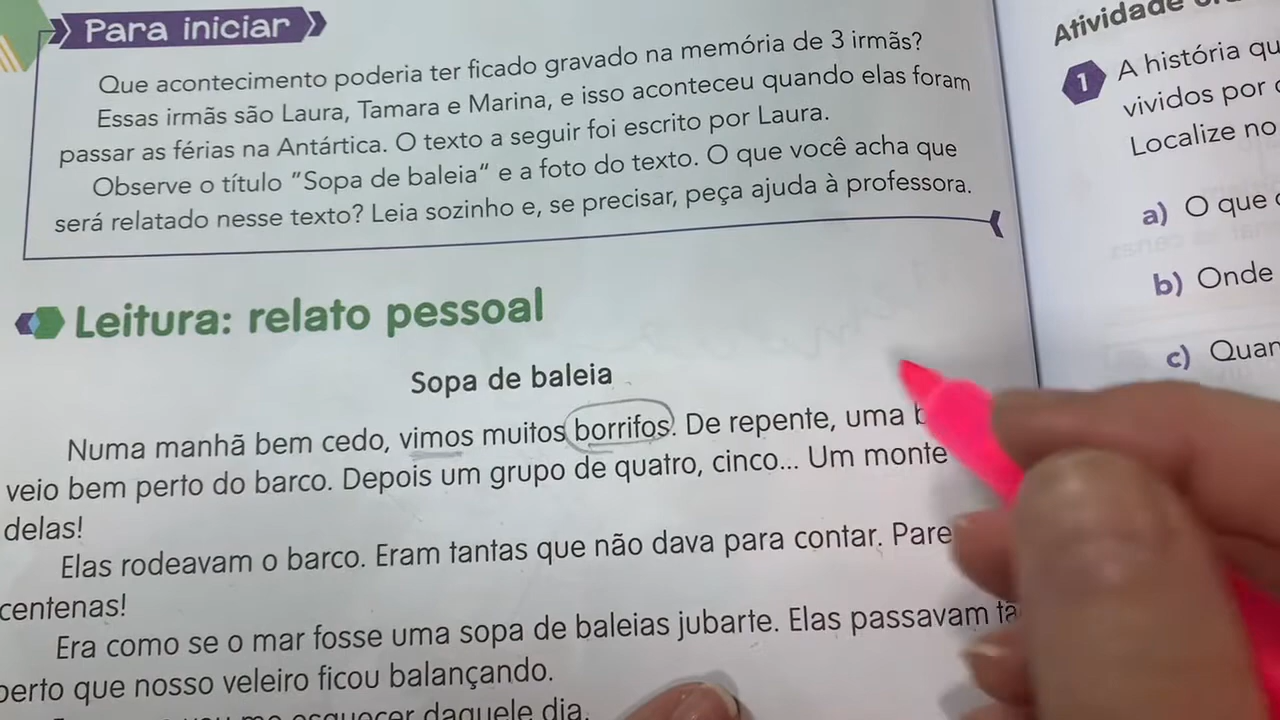 Para iniciar
Que acontecimento poderia ter ficado gravado na memória de 3 irmãs?
Essas irmãs são Laura, Tamara e Marina, e isso aconteceu quando elas foram
passar as férias na Antártica. O texto a seguir foi escrito por Laura.
Observe o título "Sopa de baleia" e a foto do texto. O que você acha que
será relatado nesse texto? Leia sozinho e, se precisar, peça ajuda à professora.
Leitura: relato pessoal
Sopa de baleia
Numa manhã bem cedo, vimos muitos borrifos. De repente, uma
veio bem perto do barco. Depois um grupo de quatro, cinco... Um monte
delas!
Elas rodeavam o barco. Eram tantas que não dava para contar.
centenas!
Era como se o mar fosse uma sopa de baleias jubarte. Elas passavam
perto que nosso veleiro ficou balançando.
esquecer daquele dia.
Atividade
1 A história
vividos por
Localize no
a) O que
b) Onde
c)